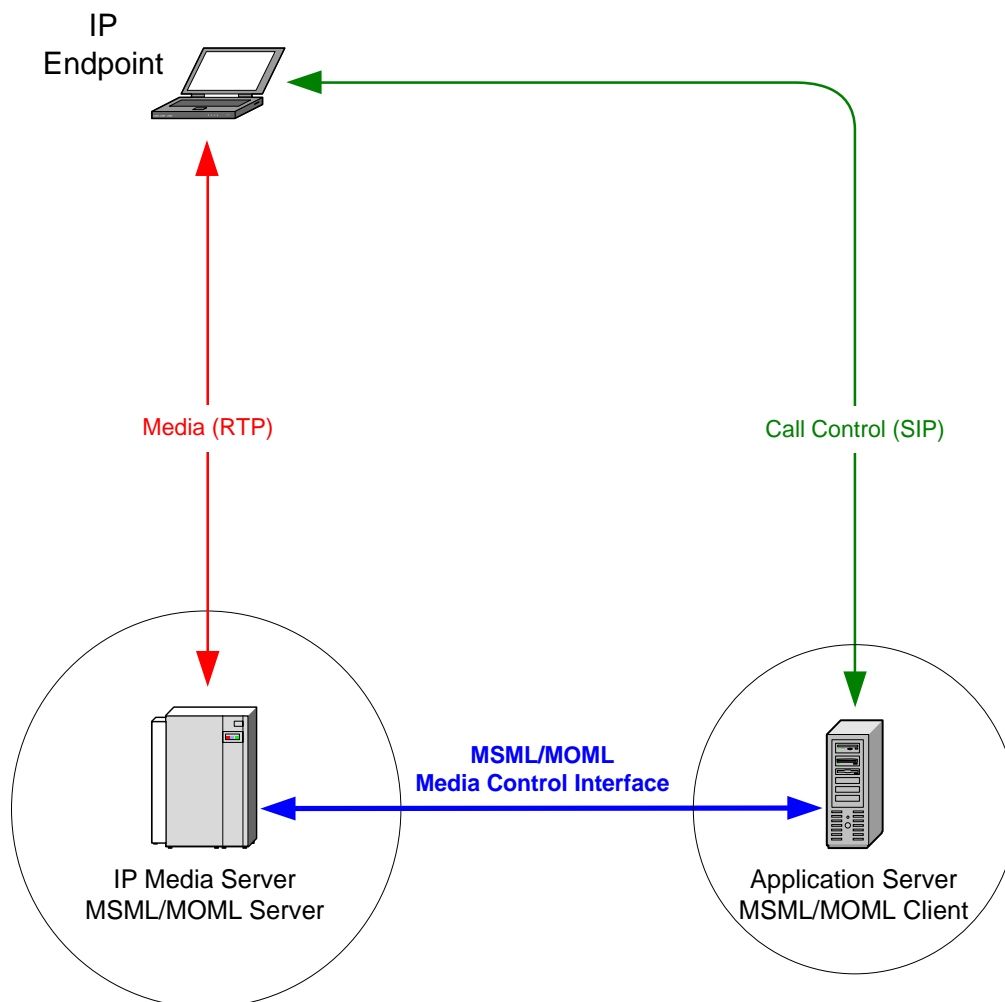 IP
Endpoint
Media (RTP)
Call Control (SIP)
MSML/MOML
Media Control Interface
IP Media Server
MSML/MOML Server
Application Server
MSML/MOML Client